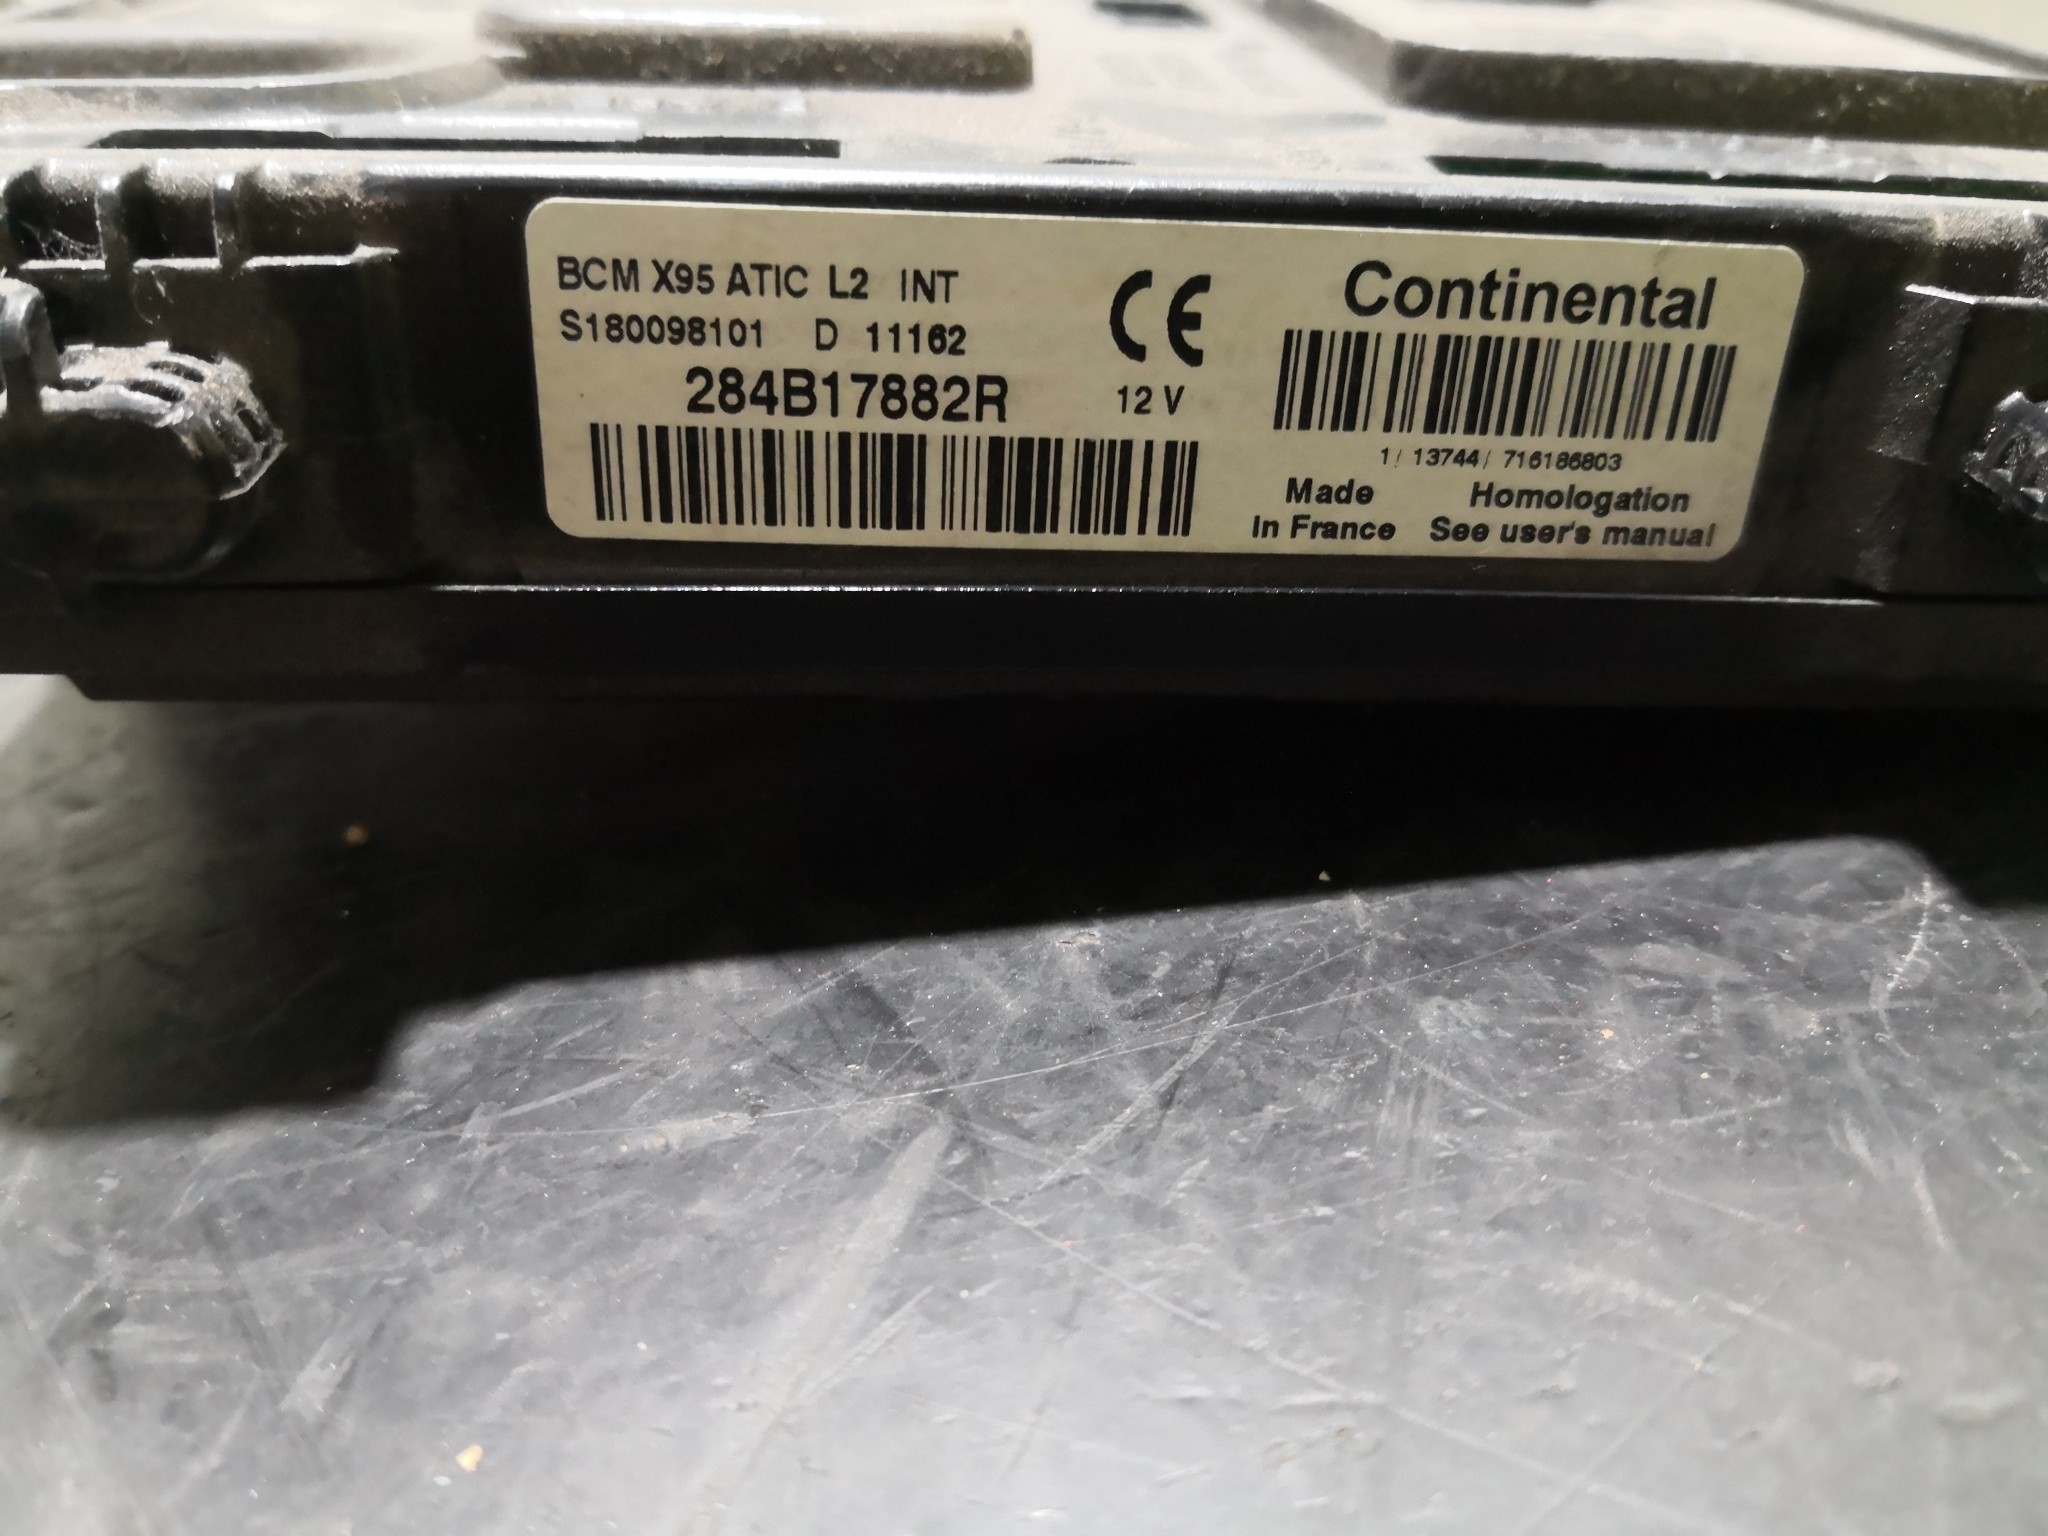 BCM X95 ATIC L2 INT
S180098101 D 11162
284B17882R
CE
12 V
Continental
1/ 13744/ 716186803
Made
In France
Homologation
See user's manual